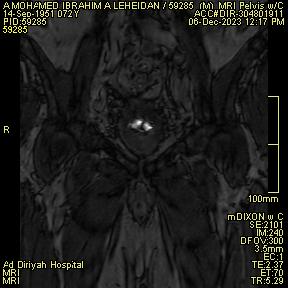 A MOHAMED IBRAHIM A LEHEIDAN / 59285 (M) MRI Pelvis w/C
14-Sep-1951 072Y ACC#DIR-304801911
PID:59285 06-Dec-2023 12:17 PM
59285
R
100mm
mDIXON w C
SE:2101
IM:240
DFOV:300
3.5mm
EC:1
Ad Diriyah Hospital TE:2.37
MRI ET:70
MRI TR:5.29